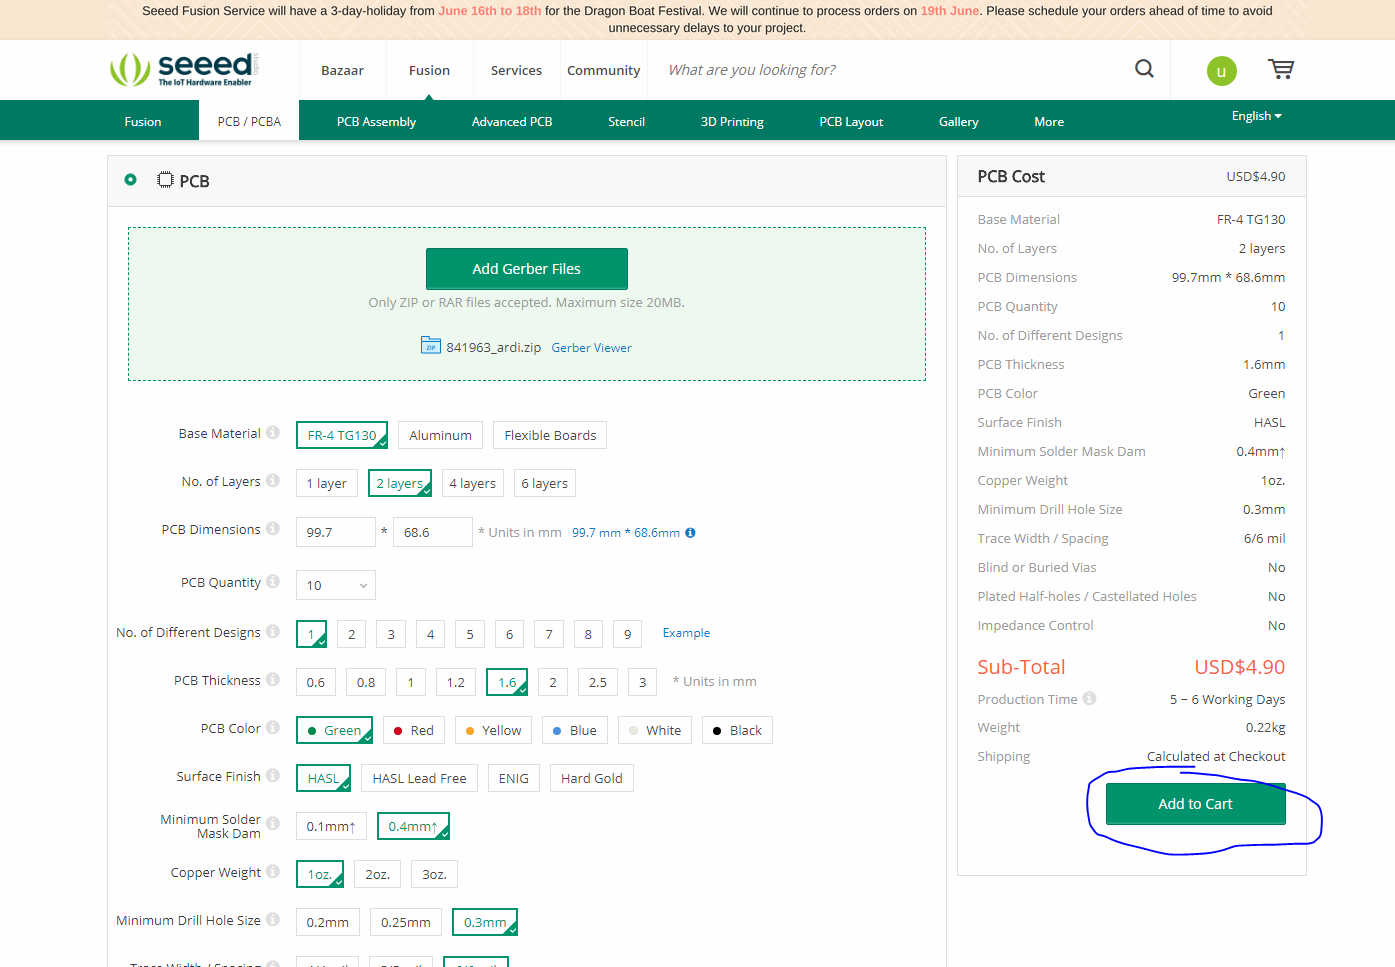 Seeed Fusion Service will have a 3-day-holiday from June 16th to 18th for the Dragon Boat Festival. We will continue to process orders on 19th June. Please schedule your orders ahead of time to avoid
unnecessary delays to your project.
seeed studio
The IoT Hardware Enabler
Bazaar
Fusion
Services
Community
What are you looking for?
u
Fusion
PCB / PCBA
PCB Assembly
Advanced PCB
Stencil
3D Printing
PCB Layout
Gallery
More
English
PCB
Add Gerber Files
Only ZIP or RAR files accepted. Maximum size 20MB.
ZIP 841963_ardi.zip Gerber Viewer
Base Material FR-4 TG130 Aluminum Flexible Boards
No. of Layers 1 layer 2 layers 4 layers 6 layers
PCB Dimensions 99.7 * 68.6 * Units in mm 99.7 mm * 68.6mm
PCB Quantity 10
No. of Different Designs 1 2 3 4 5 6 7 8 9 Example
PCB Thickness 0.6 0.8 1 1.2 1.6 2 2.5 3 * Units in mm
PCB Color Green Red Yellow Blue White Black
Surface Finish HASL HASL Lead Free ENIG Hard Gold
Minimum Solder
Mask Dam 0.1mm↑ 0.4mm↑
Copper Weight 1oz. 2oz. 3oz.
Minimum Drill Hole Size 0.2mm 0.25mm 0.3mm
Trace Width / Spacing
PCB Cost USD$4.90
Base Material FR-4 TG130
No. of Layers 2 layers
PCB Dimensions 99.7mm * 68.6mm
PCB Quantity 10
No. of Different Designs 1
PCB Thickness 1.6mm
PCB Color Green
Surface Finish HASL
Minimum Solder Mask Dam 0.4mm↑
Copper Weight 1oz.
Minimum Drill Hole Size 0.3mm
Trace Width / Spacing 6/6 mil
Blind or Buried Vias No
Plated Half-holes / Castellated Holes No
Impedance Control No
Sub-Total USD$4.90
Production Time 5 – 6 Working Days
Weight 0.22kg
Shipping Calculated at Checkout
Add to Cart